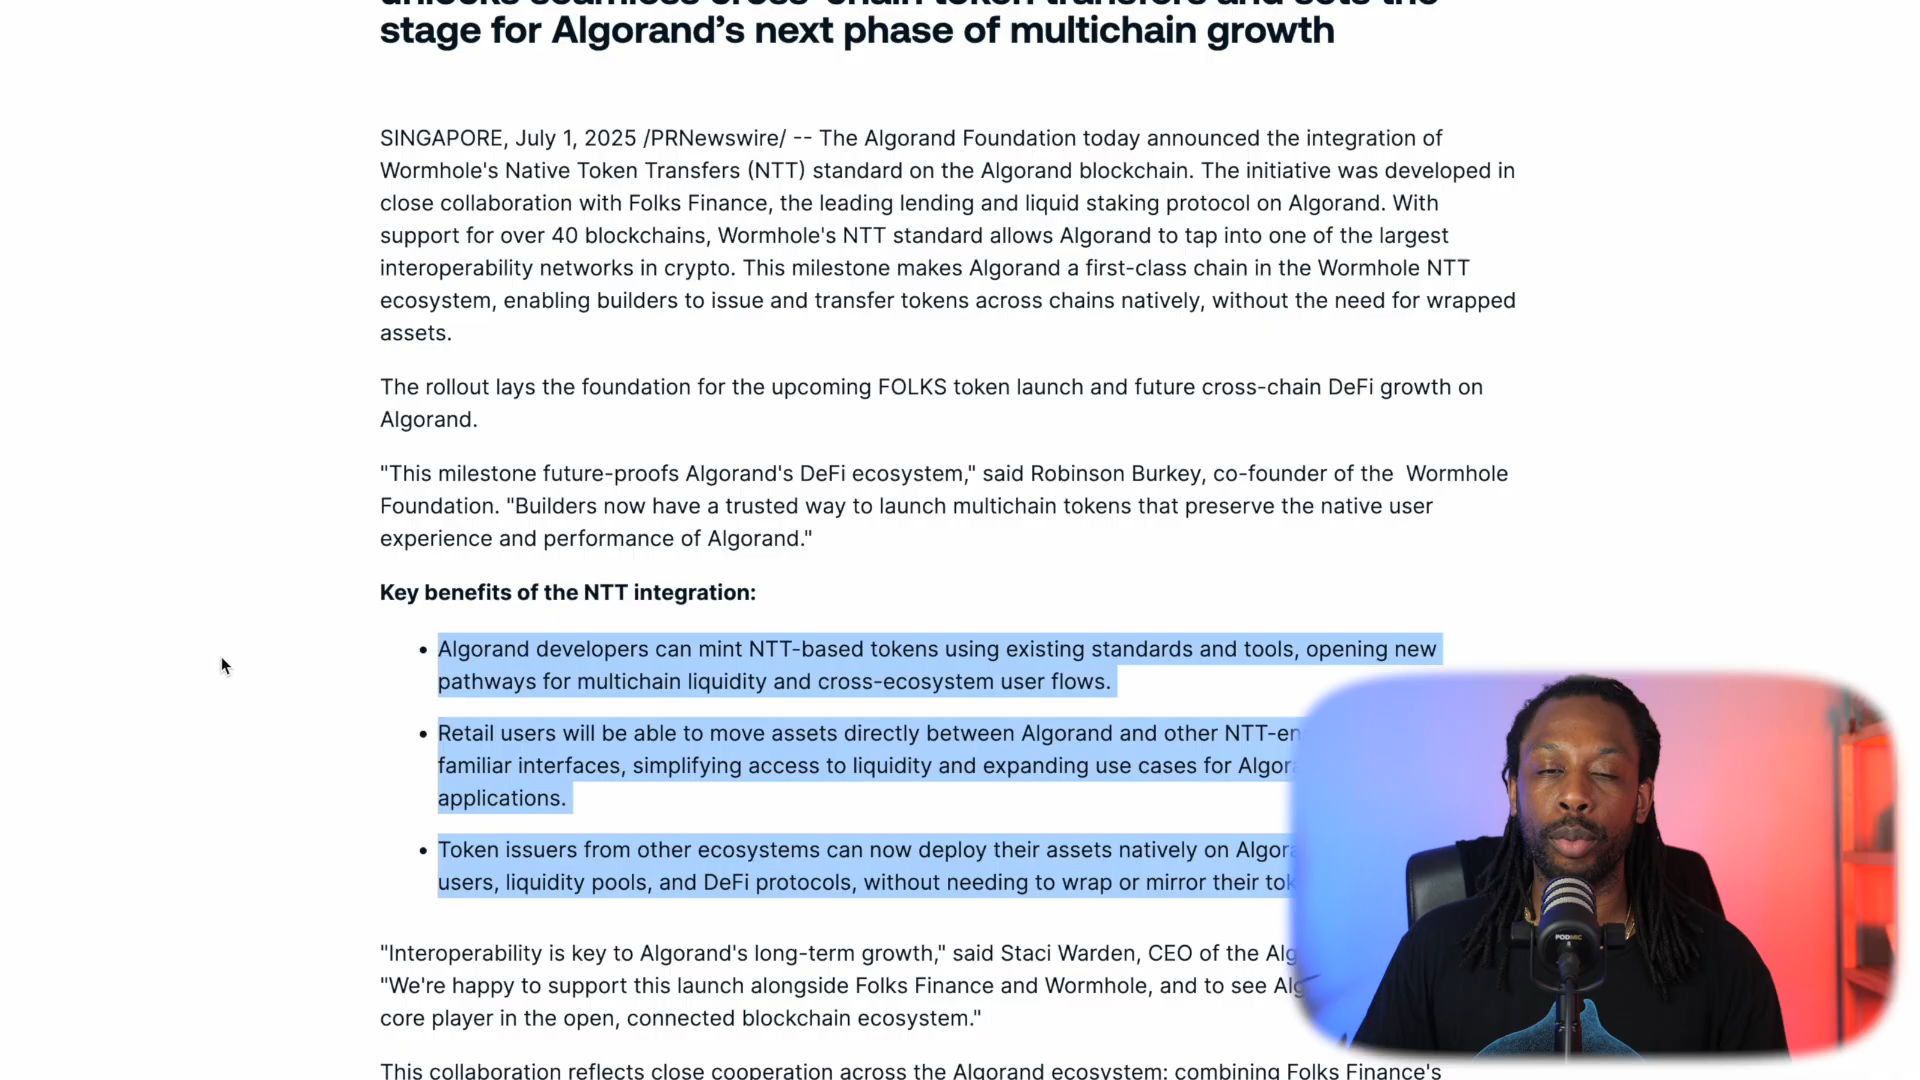 unlocks seamless cross-chain token transfers and sets the
stage for Algorand’s next phase of multichain growth
SINGAPORE, July 1, 2025 /PRNewswire/ -- The Algorand Foundation today announced the integration of
Wormhole's Native Token Transfers (NTT) standard on the Algorand blockchain. The initiative was developed in
close collaboration with Folks Finance, the leading lending and liquid staking protocol on Algorand. With
support for over 40 blockchains, Wormhole's NTT standard allows Algorand to tap into one of the largest
interoperability networks in crypto. This milestone makes Algorand a first-class chain in the Wormhole NTT
ecosystem, enabling builders to issue and transfer tokens across chains natively, without the need for wrapped
assets.
The rollout lays the foundation for the upcoming FOLKS token launch and future cross-chain DeFi growth on
Algorand.
"This milestone future-proofs Algorand's DeFi ecosystem," said Robinson Burkey, co-founder of the Wormhole
Foundation. "Builders now have a trusted way to launch multichain tokens that preserve the native user
experience and performance of Algorand."
Key benefits of the NTT integration:
• Algorand developers can mint NTT-based tokens using existing standards and tools, opening new
pathways for multichain liquidity and cross-ecosystem user flows.
• Retail users will be able to move assets directly between Algorand and other NTT-en
familiar interfaces, simplifying access to liquidity and expanding use cases for Algora
applications.
• Token issuers from other ecosystems can now deploy their assets natively on Algora
users, liquidity pools, and DeFi protocols, without needing to wrap or mirror their tok
"Interoperability is key to Algorand's long-term growth," said Staci Warden, CEO of the Alg
"We're happy to support this launch alongside Folks Finance and Wormhole, and to see Alg
core player in the open, connected blockchain ecosystem."
This collaboration reflects close cooperation across the Algorand ecosystem: combining Folks Finance's
PODMIC